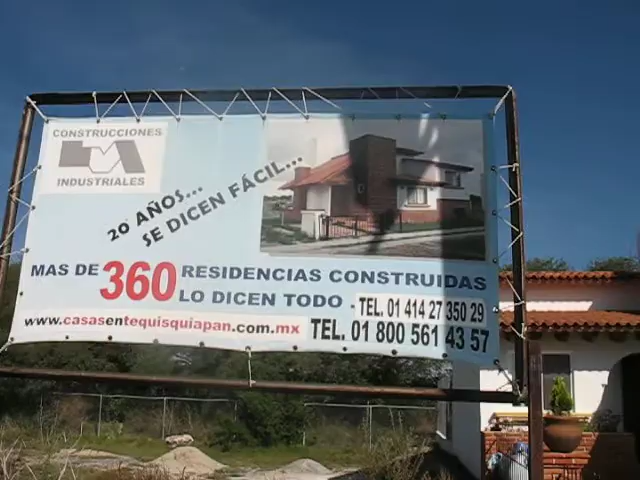 CONSTRUCCIONES
INDUSTRIALES
20 AÑOS...
SE DICEN FÁCIL...
MAS DE 360 RESIDENCIAS CONSTRUIDAS
LO DICEN TODO - TEL. 01 414 27 350 29
www.casasentequisquiapan.com.mx TEL. 01 800 561 43 57